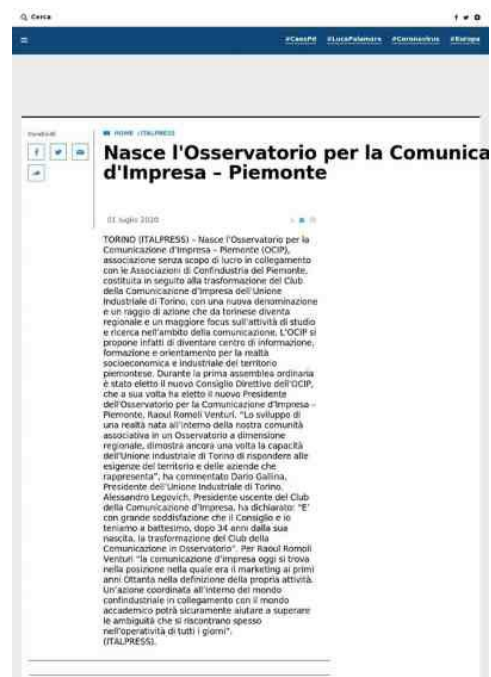 Cerca
#CaosPd #LucaPalamara #Coronavirus #Europa
Condividi
HOME /ITALPRESS
Nasce l'Osservatorio per la Comunica
d'Impresa – Piemonte
01 luglio 2020
TORINO (ITALPRESS) – Nasce l'Osservatorio per la
Comunicazione d'Impresa – Piemonte (OCIP),
associazione senza scopo di lucro in collegamento
con le Associazioni di Confindustria del Piemonte,
costituita in seguito alla trasformazione del Club
della Comunicazione d'Impresa dell'Unione
Industriale di Torino, con una nuova denominazione
e un raggio di azione che da torinese diventa
regionale e un maggiore focus sull'attività di studio
e ricerca nell'ambito della comunicazione. L'OCIP si
propone infatti di diventare centro di informazione,
formazione e orientamento per la realtà
socioeconomica e industriale del territorio
piemontese. Durante la prima assemblea ordinaria
è stato eletto il nuovo Consiglio Direttivo dell'OCIP,
che a sua volta ha eletto il nuovo Presidente
dell'Osservatorio per la Comunicazione d'Impresa –
Piemonte, Raoul Romoli Venturi. "Lo sviluppo di
una realtà nata all'interno della nostra comunità
associativa in un Osservatorio a dimensione
regionale, dimostra ancora una volta la capacità
dell'Unione industriale di Torino di rispondere alle
esigenze del territorio e delle aziende che
rappresenta", ha commentato Dario Gallina,
Presidente dell'Unione Industriale di Torino.
Alessandro Legovich, Presidente uscente del Club
della Comunicazione d'Impresa, ha dichiarato: "E'
con grande soddisfazione che il Consiglio e io
teniamo a battesimo, dopo 34 anni dalla sua
nascita, la trasformazione del Club della
Comunicazione in Osservatorio". Per Raoul Romoli
Venturi "la comunicazione d'impresa oggi si trova
nella posizione nella quale era il marketing ai primi
anni Ottanta nella definizione della propria attività.
Un'azione coordinata all'interno del mondo
confindustriale in collegamento con il mondo
accademico potrà sicuramente aiutare a superare
le ambiguità che si riscontrano spesso
nell'operatività di tutti i giorni".
(ITALPRESS).